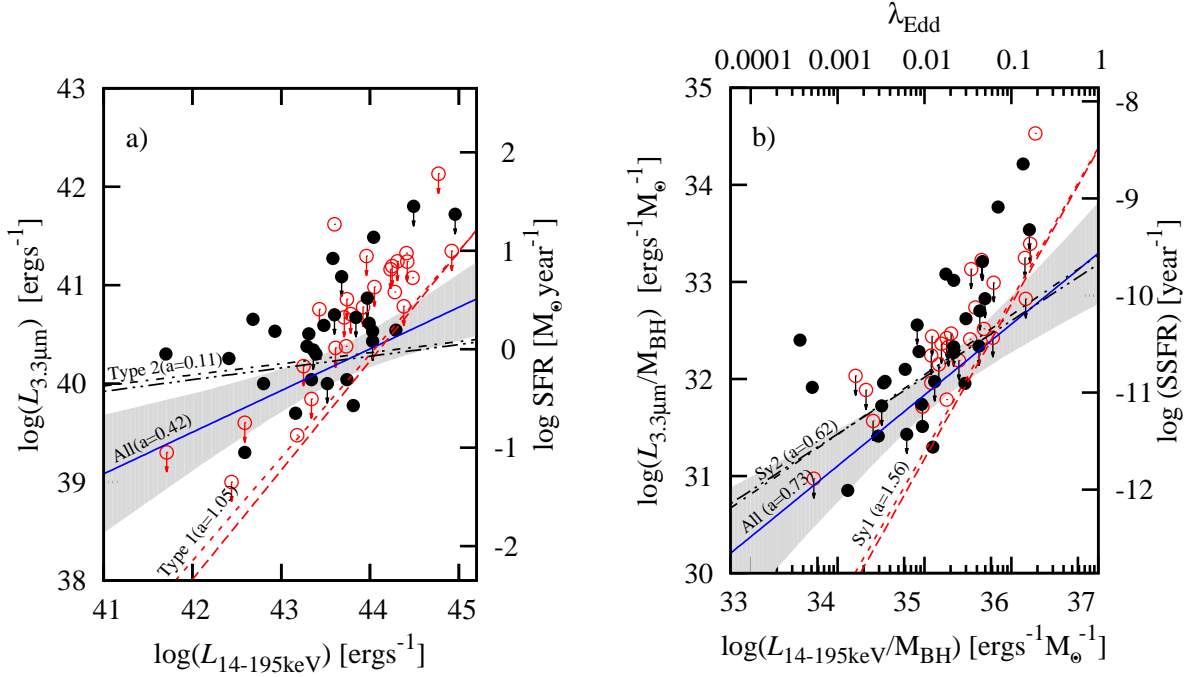 a)
43
42
41
40
39
38
log(L3.3μm) [ergs-1]
41
42
43
44
45
log(L14-195keV) [ergs-1]
2
1
0
-1
-2
log SFR [M⊙ year-1]
Type 2(a=0.11)
All(a=0.42)
Type 1(a=1.05)
λEdd
0.0001
0.001
0.01
0.1
1
b)
35
34
33
32
31
30
log(L3.3μm/MBH) [ergs-1M⊙-1]
33
34
35
36
37
log(L14-195keV/MBH) [ergs-1M⊙-1]
-8
-9
-10
-11
-12
log (SSFR) [year-1]
Sy2 (a=0.62)
All (a=0.73)
Sy1 (a=1.56)